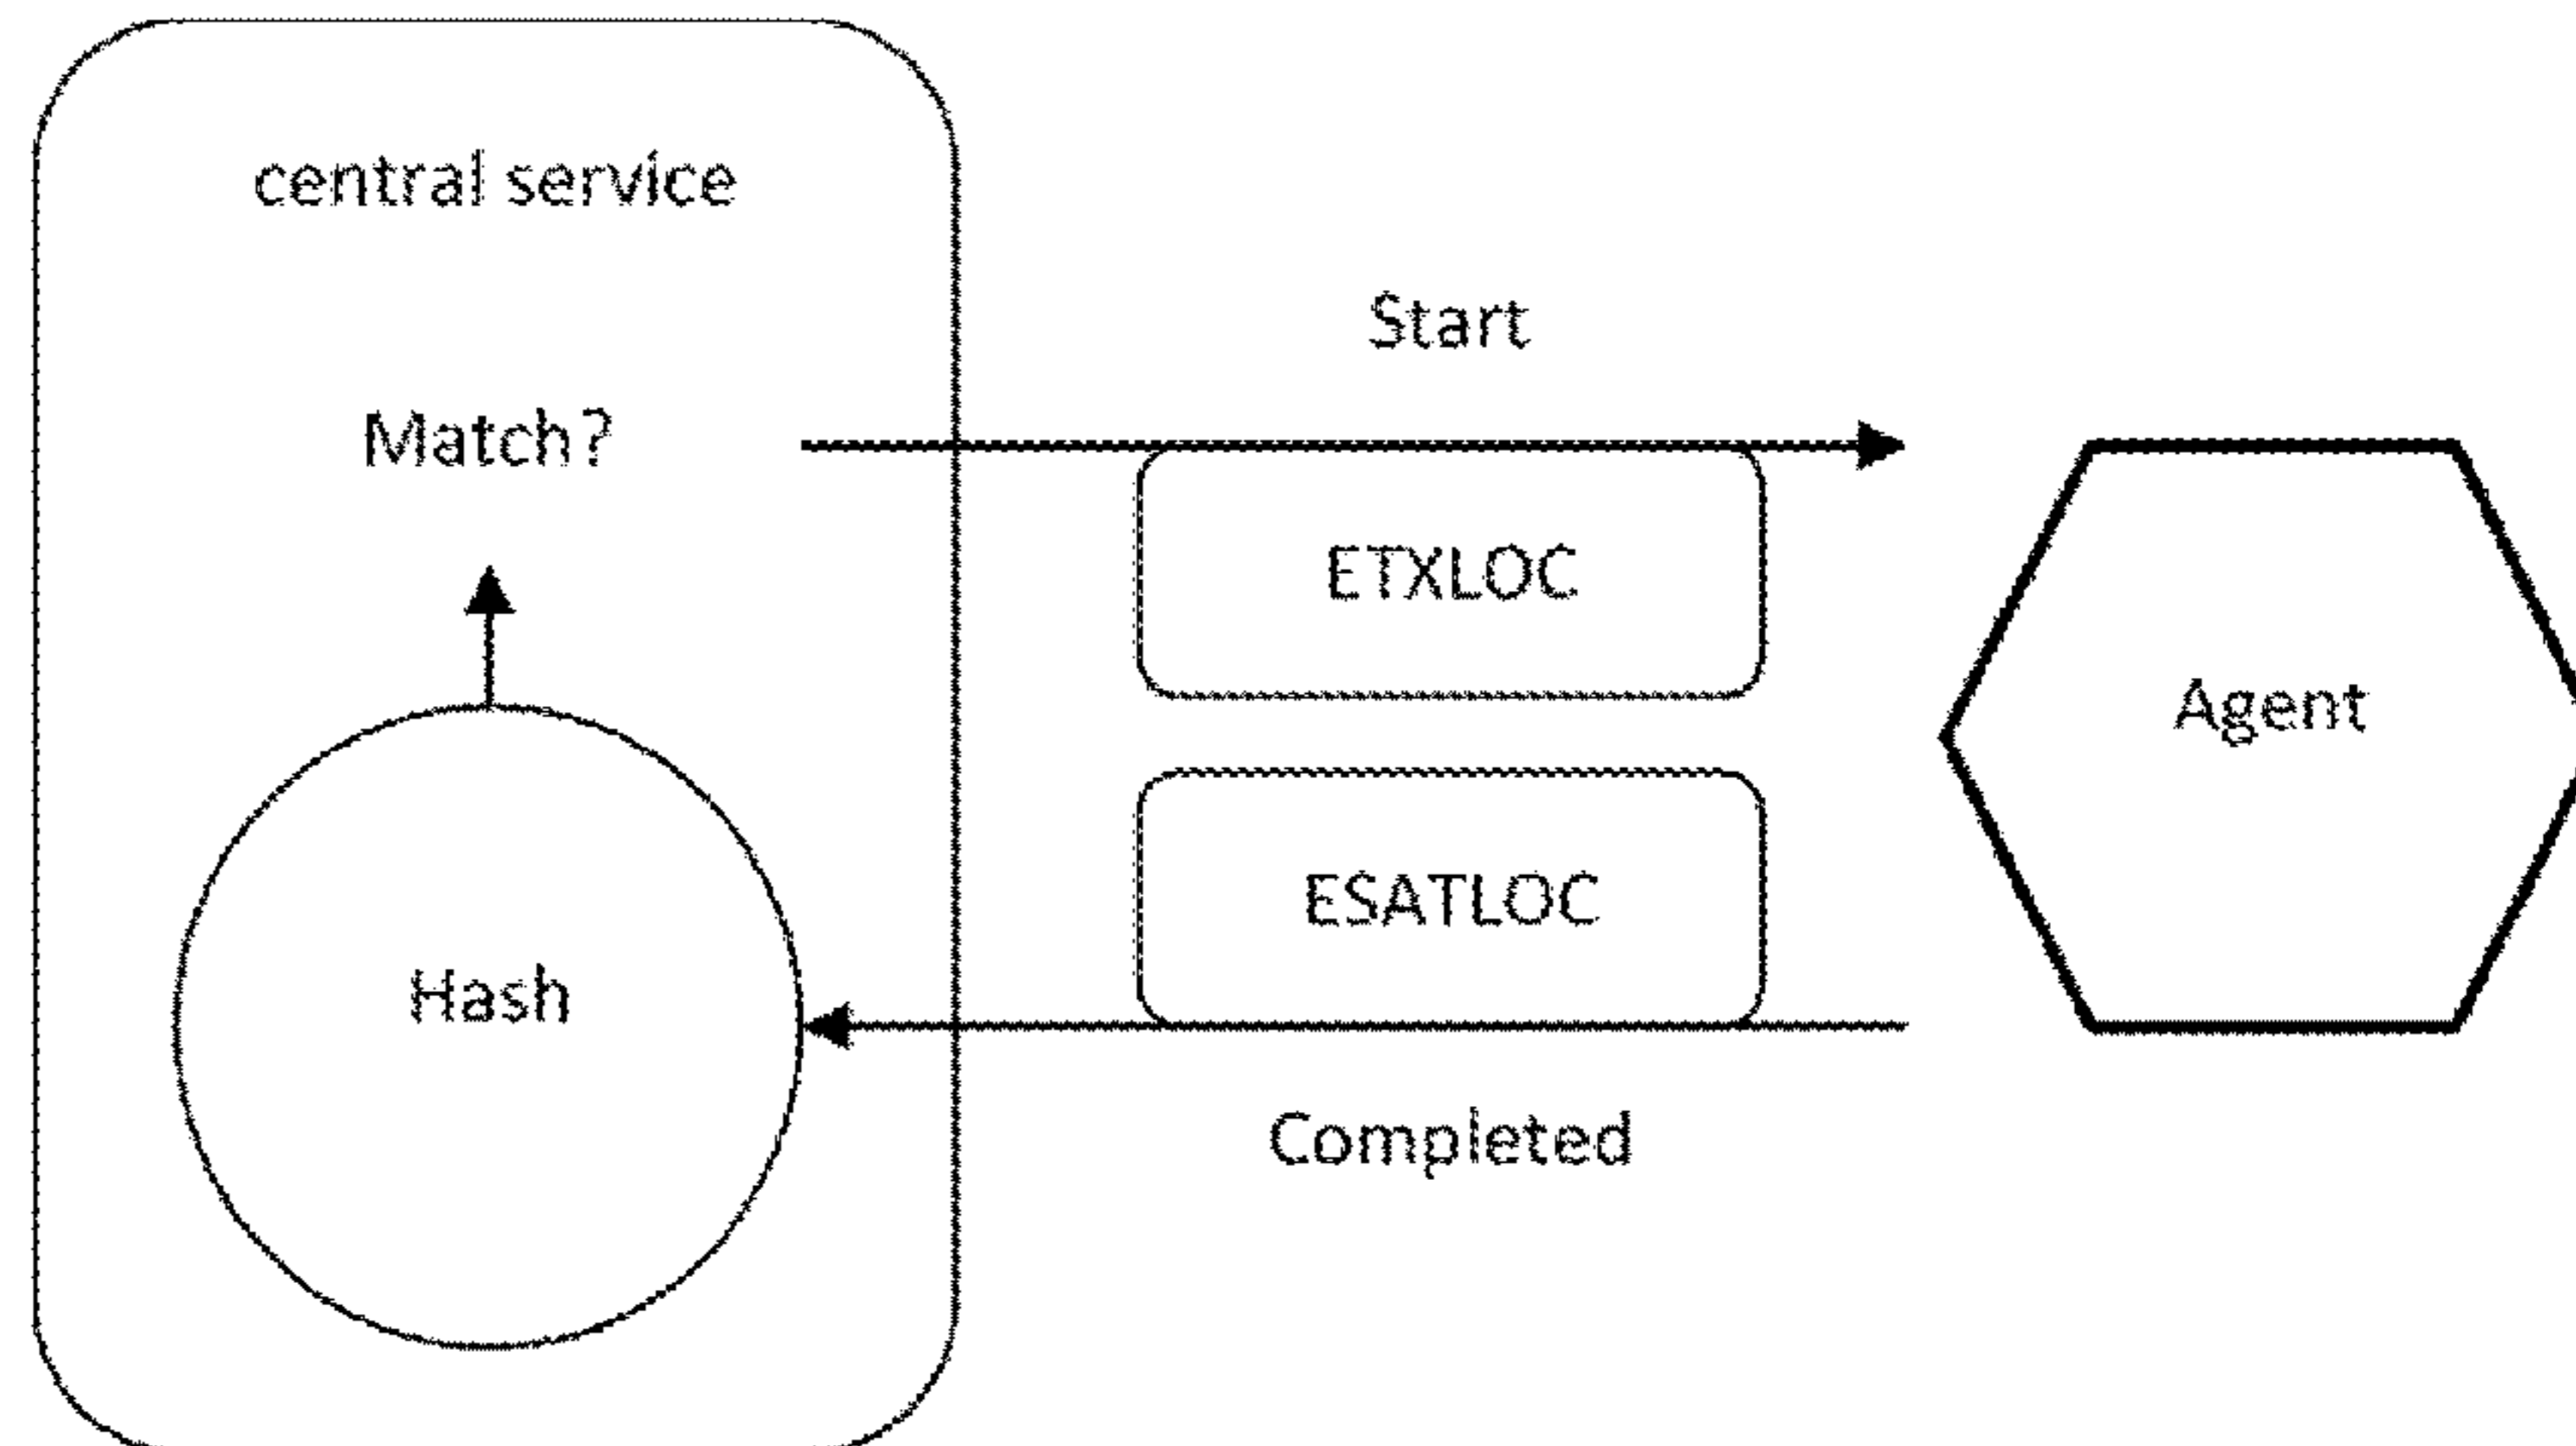 central service
Start
Match?
ETXLOC
Agent
ESATLOC
Hash
Completed